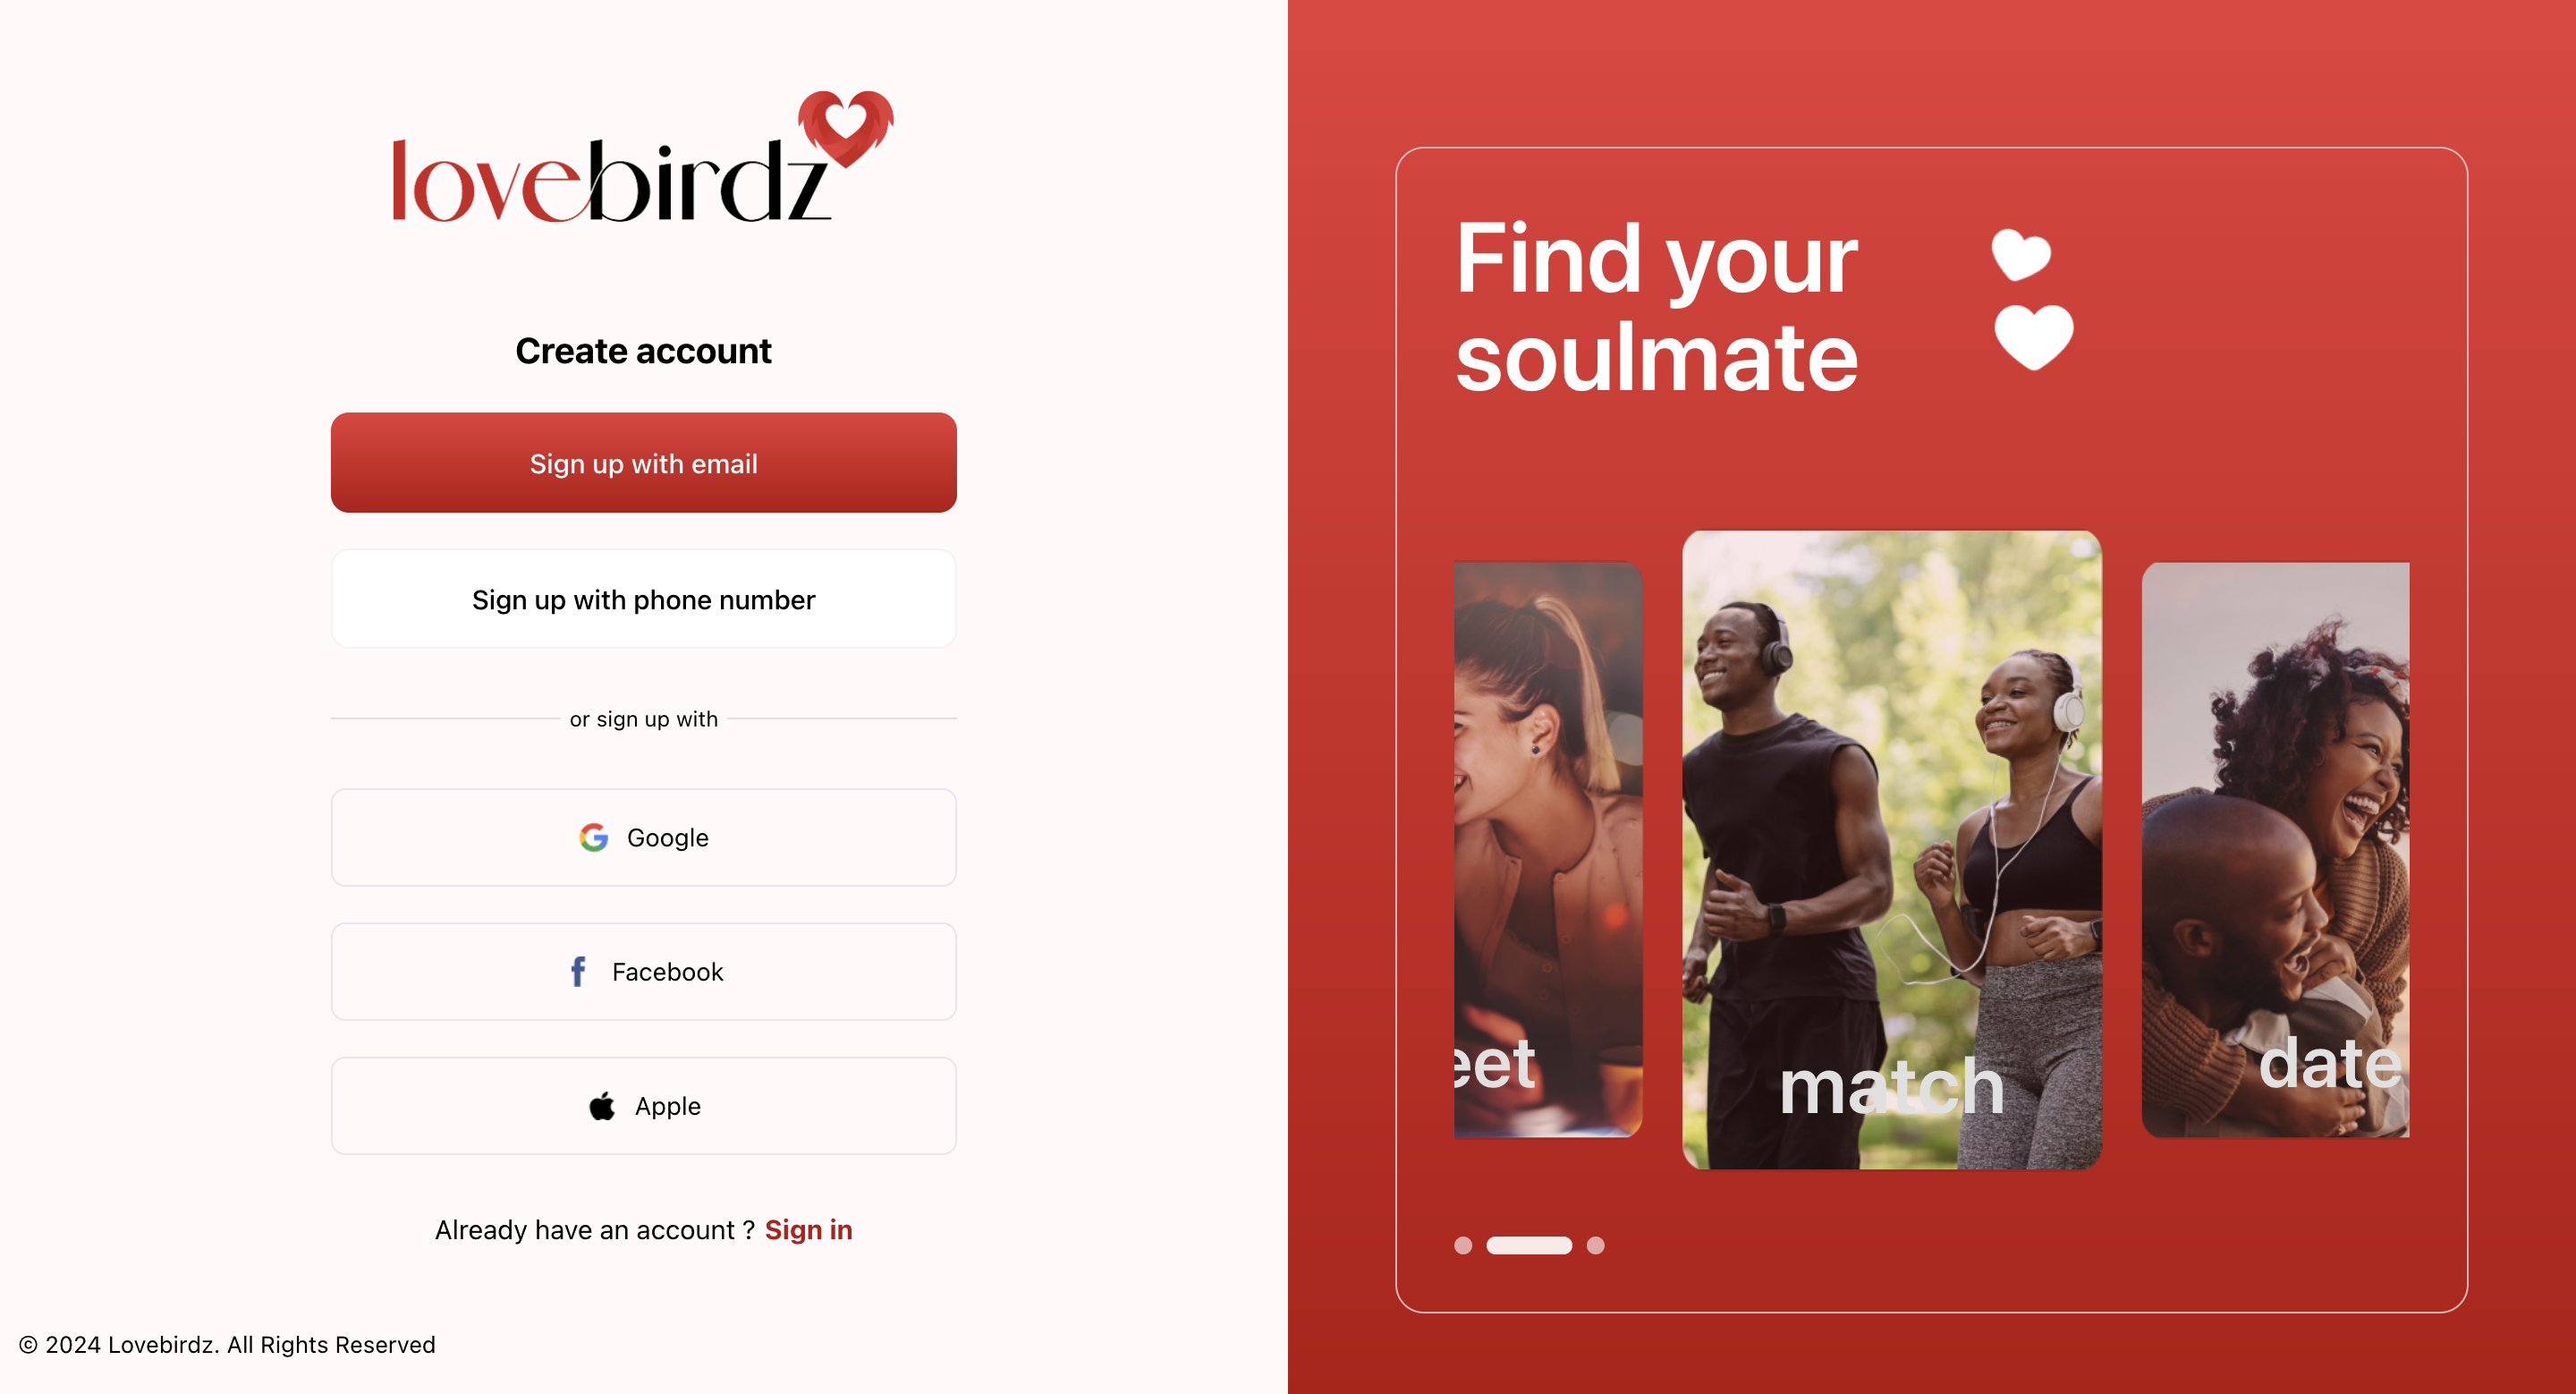 lovebirdz
Create account
Sign up with email
Sign up with phone number
or sign up with
Google
Facebook
Apple
Already have an account ? Sign in
© 2024 Lovebirdz. All Rights Reserved
Find your
soulmate
eet
match
date